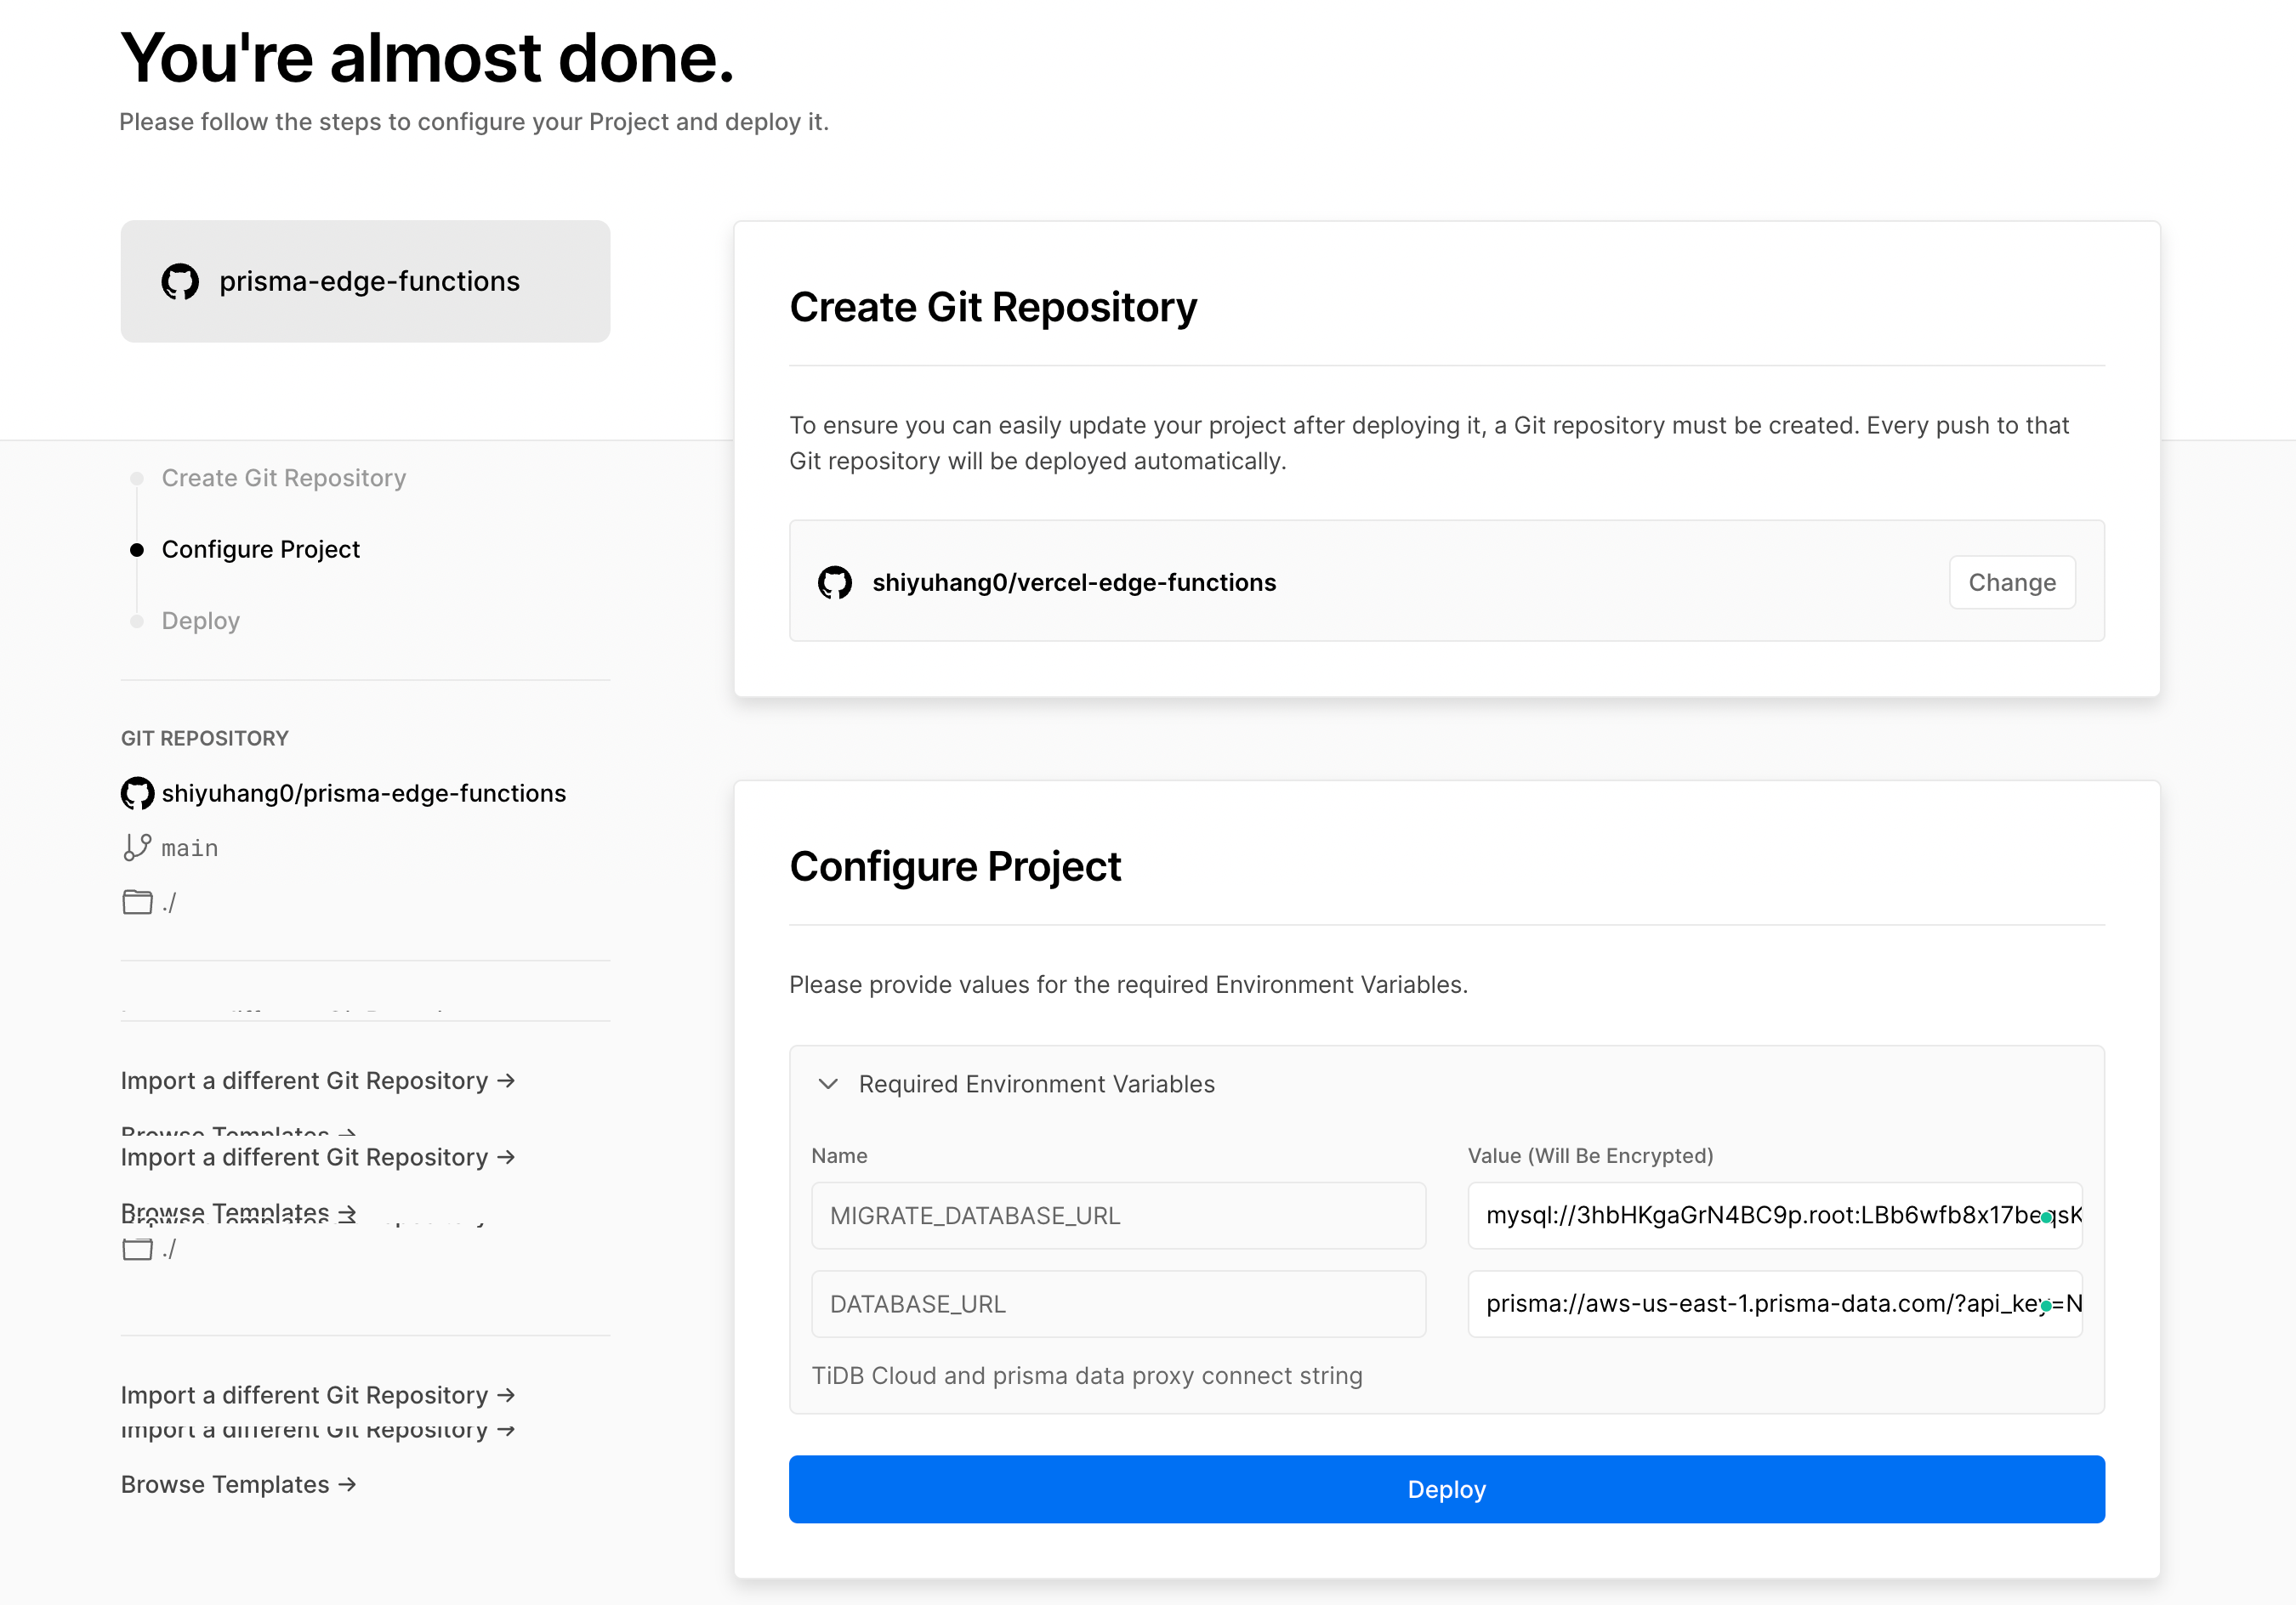 You're almost done.
Please follow the steps to configure your Project and deploy it.
prisma-edge-functions
Create Git Repository
Configure Project
Deploy
GIT REPOSITORY
shiyuhang0/prisma-edge-functions
main
./
Import a different Git Repository →
Browse Templates →
Import a different Git Repository →
Browse Templates →
./
Import a different Git Repository →
Import a different Git Repository →
Browse Templates →
Create Git Repository
To ensure you can easily update your project after deploying it, a Git repository must be created. Every push to that
Git repository will be deployed automatically.
shiyuhang0/vercel-edge-functions
Change
Configure Project
Please provide values for the required Environment Variables.
Required Environment Variables
Name
Value (Will Be Encrypted)
MIGRATE_DATABASE_URL
mysql://3hbHKgaGrN4BC9p.root:LBb6wfb8x17beqsK
DATABASE_URL
prisma://aws-us-east-1.prisma-data.com/?api_key=N
TiDB Cloud and prisma data proxy connect string
Deploy